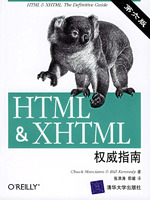 HTML & XHTML: The Definitive Guide
第六版
HTML
& XHTML
权威指南
Chuck Musciano & Bill Kennedy 著
O'REILLY®
清华大学出版社